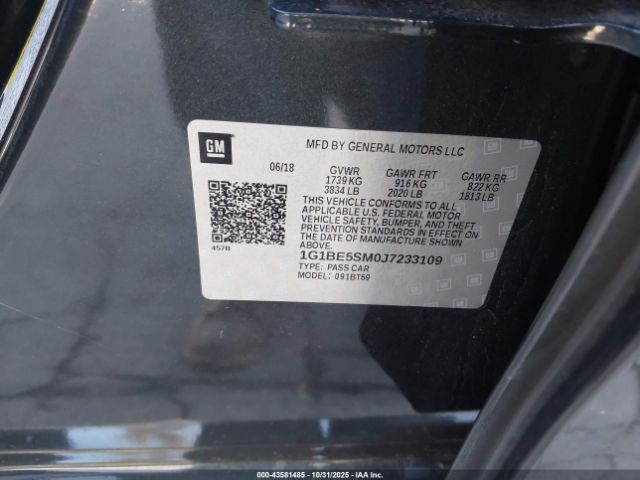 GM
MFD BY GENERAL MOTORS LLC
06/18
GVWR GAWR FRT GAWR RR
1739 KG 916 KG 822 KG
3834 LB 2020 LB 1813 LB
THIS VEHICLE CONFORMS TO ALL
APPLICABLE U.S. FEDERAL MOTOR
VEHICLE SAFETY, BUMPER, AND THEFT
PREVENTION STANDARDS IN EFFECT ON
THE DATE OF MANUFACTURE SHOWN
ABOVE.
457B
1G1BE5SM0J7233109
TYPE: PASS CAR
MODEL: 091BT69
000-43581485 - 10/31/2025 - IAAI.COM